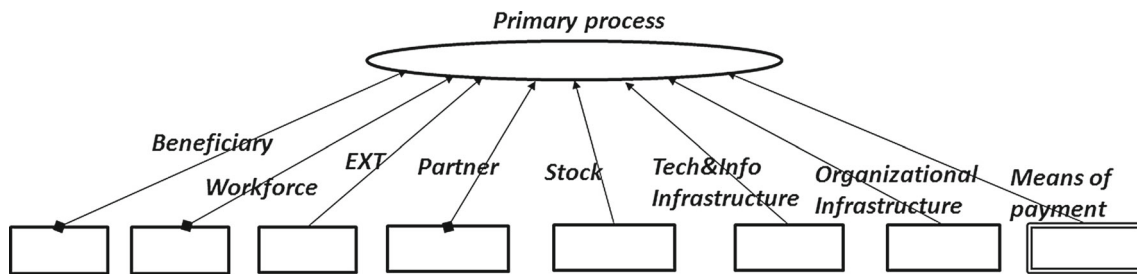 Primary process
Beneficiary
Workforce
EXT
Partner
Stock
Tech&Info
Infrastructure
Organizational
Infrastructure
Means of
payment